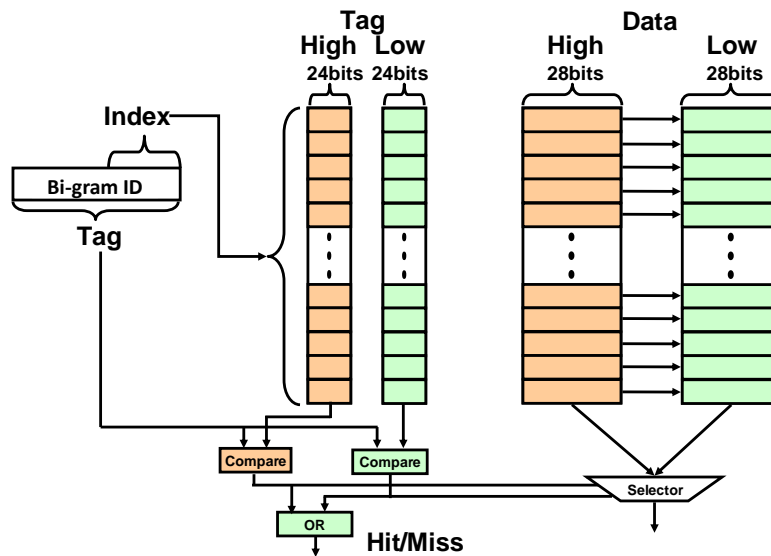 Tag
Data
High Low
High
Low
24bits 24bits
28bits
28bits
Index
Bi-gram ID
Tag
Compare
Compare
Selector
OR
Hit/Miss